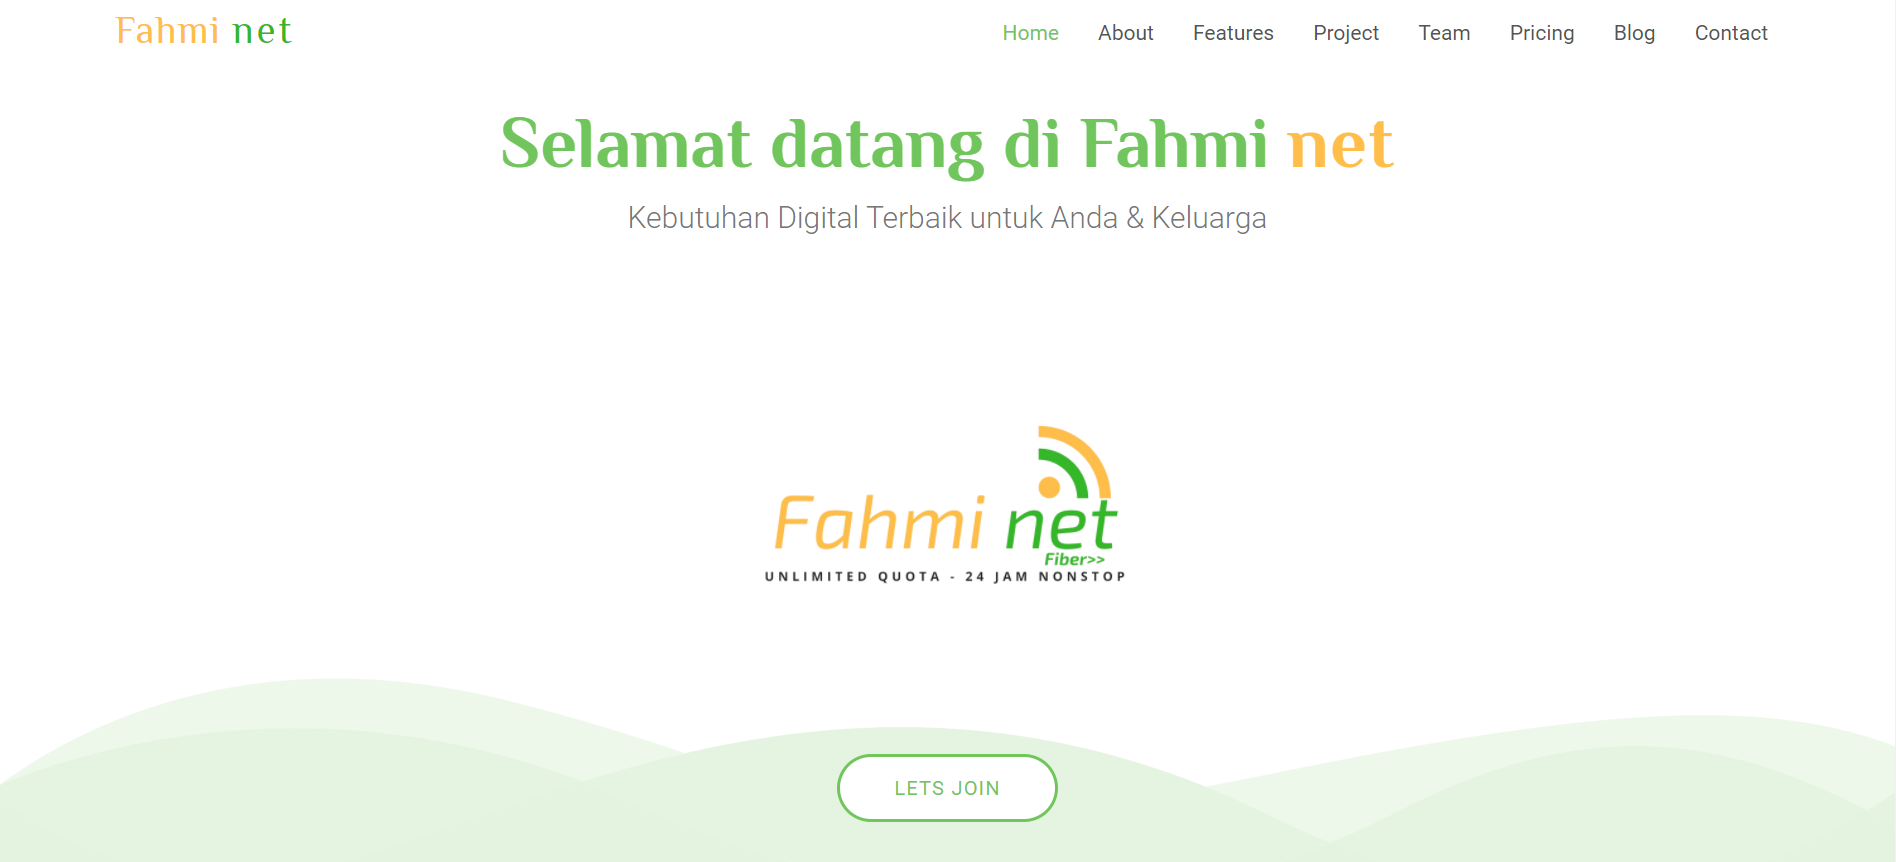 Fahmi net
Home About Features Project Team Pricing Blog Contact
Selamat datang di Fahmi net
Kebutuhan Digital Terbaik untuk Anda & Keluarga
Fahmi net
Fiber>>
UNLIMITED QUOTA - 24 JAM NONSTOP
LETS JOIN